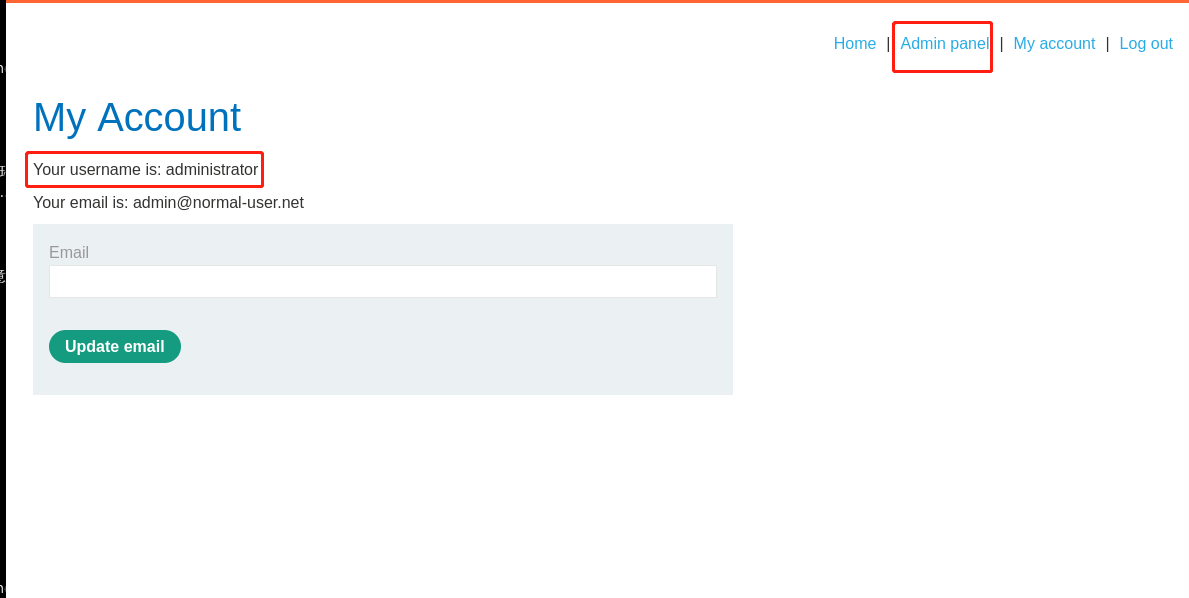 Home | Admin panel | My account | Log out
My Account
Your username is: administrator
Your email is: admin@normal-user.net
Email
Update email